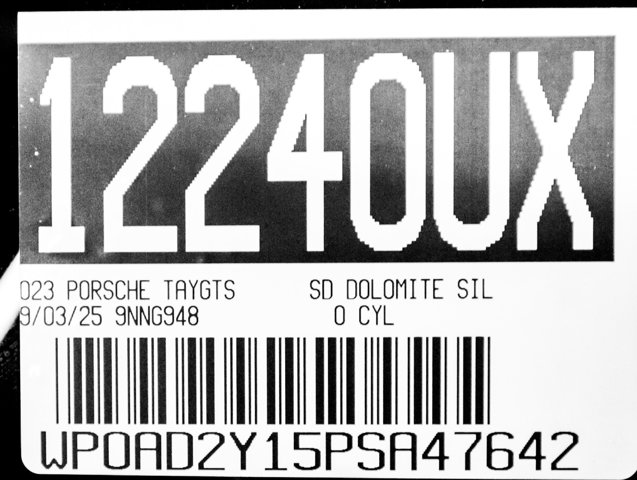 12240UX
023 PORSCHE TAYGTS SD DOLOMITE SIL
9/03/25 9NNG948 0 CYL
WP0AD2Y15PSA47642